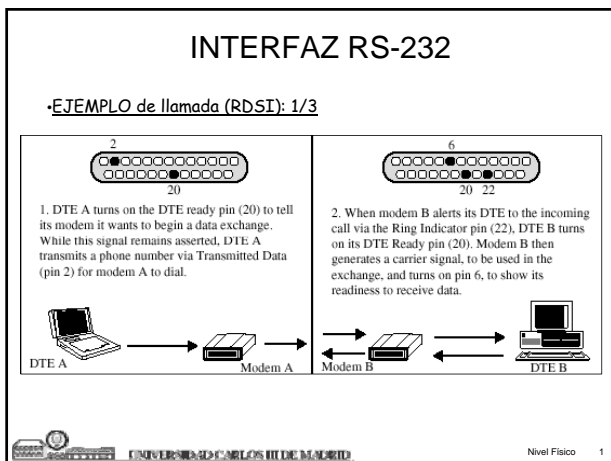 INTERFAZ RS-232
•EJEMPLO de llamada (RDSI): 1/3
2
20
1. DTE A turns on the DTE ready pin (20) to tell
its modem it wants to begin a data exchange.
While this signal remains asserted, DTE A
transmits a phone number via Transmitted Data
(pin 2) for modem A to dial.
DTE A
Modem A
6
20 22
2. When modem B alerts its DTE to the incoming
call via the Ring Indicator pin (22), DTE B turns
on its DTE Ready pin (20). Modem B then
generates a carrier signal, to be used in the
exchange, and turns on pin 6, to show its
readiness to receive data.
Modem B
DTE B
UNIVERSIDAD CARLOS III DE MADRID
Nivel Físico 1